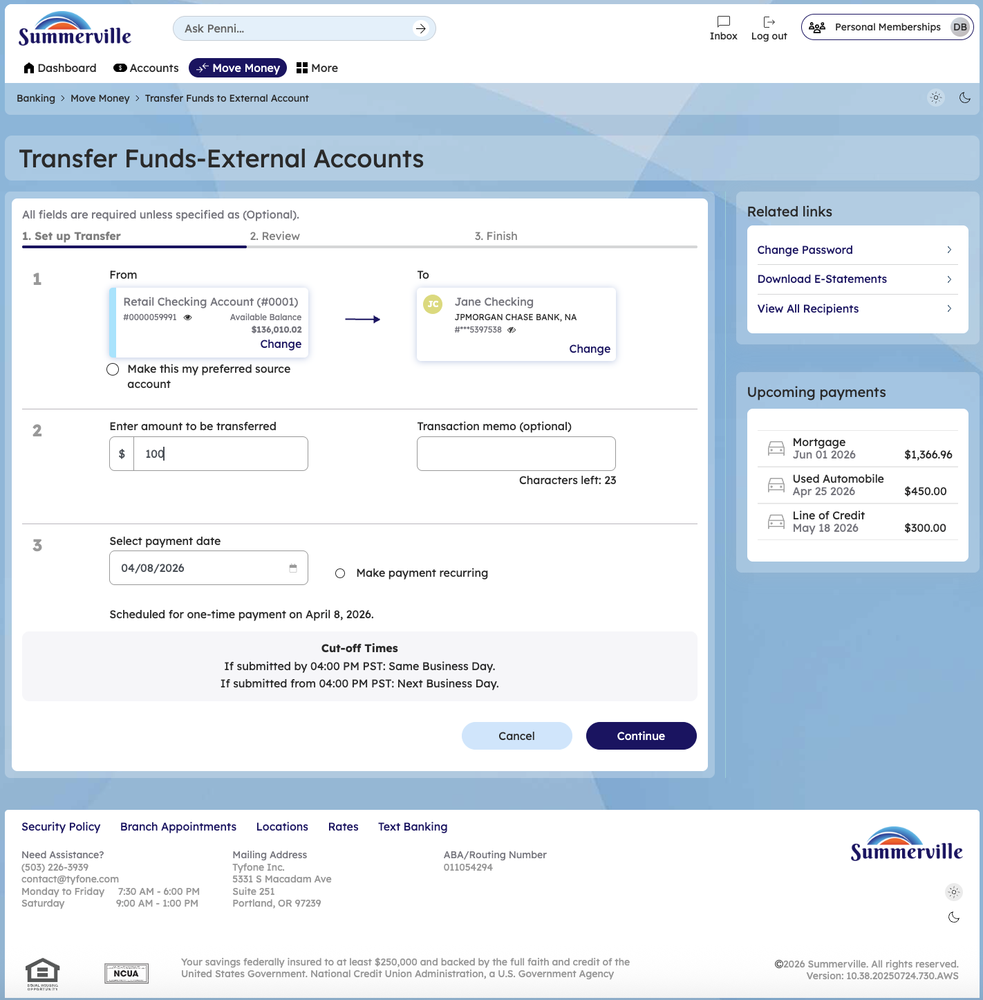 Summerville
Ask Penni...
Inbox
Log out
Personal Memberships DB
Dashboard
Accounts
Move Money
More
Banking > Move Money > Transfer Funds to External Account
Transfer Funds-External Accounts
All fields are required unless specified as (Optional).
1. Set up Transfer
2. Review
3. Finish
1
From
Retail Checking Account (#0001)
#0000059991
Available Balance
$136,010.02
Change
Make this my preferred source
account
To
JC
Jane Checking
JPMORGAN CHASE BANK, NA
#***5397538
Change
2
Enter amount to be transferred
$ 100
Transaction memo (optional)
Characters left: 23
3
Select payment date
04/08/2026
Make payment recurring
Scheduled for one-time payment on April 8, 2026.
Cut-off Times
If submitted by 04:00 PM PST: Same Business Day.
If submitted from 04:00 PM PST: Next Business Day.
Cancel
Continue
Related links
Change Password
Download E-Statements
View All Recipients
Upcoming payments
Mortgage
Jun 01 2026 $1,366.96
Used Automobile
Apr 25 2026 $450.00
Line of Credit
May 18 2026 $300.00
Security Policy
Branch Appointments
Locations
Rates
Text Banking
Need Assistance?
(503) 226-3939
contact@tyfone.com
Monday to Friday 7:30 AM - 6:00 PM
Saturday 9:00 AM - 1:00 PM
Mailing Address
Tyfone Inc.
5331 S Macadam Ave
Suite 251
Portland, OR 97239
ABA/Routing Number
011054294
Summerville
EQUAL HOUSING
OPPORTUNITY
NCUA
Your savings federally insured to at least $250,000 and backed by the full faith and credit of the
United States Government. National Credit Union Administration, a U.S. Government Agency
©2026 Summerville. All rights reserved.
Version: 10.38.20250724.730.AWS